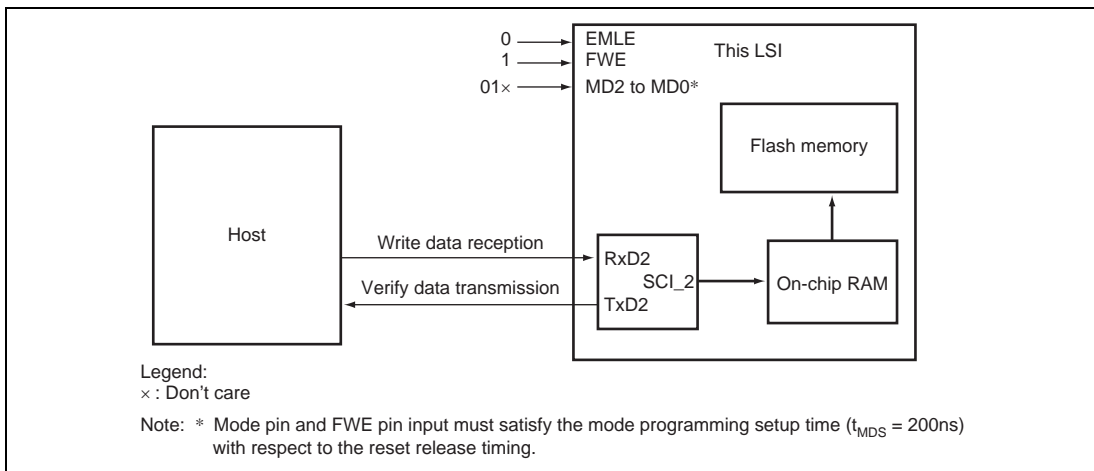 0
EMLE
This LSI
1
FWE
01×
MD2 to MD0*
Flash memory
Host
Write data reception
RxD2
SCI_2
On-chip RAM
Verify data transmission
TxD2
Legend:
× : Don't care
Note: * Mode pin and FWE pin input must satisfy the mode programming setup time (tMDS = 200ns)
with respect to the reset release timing.